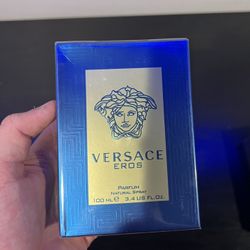 VERSACE
EROS
PARFUM
NATURAL SPRAY
100 ML ℮ 3.4 US FL.OZ.